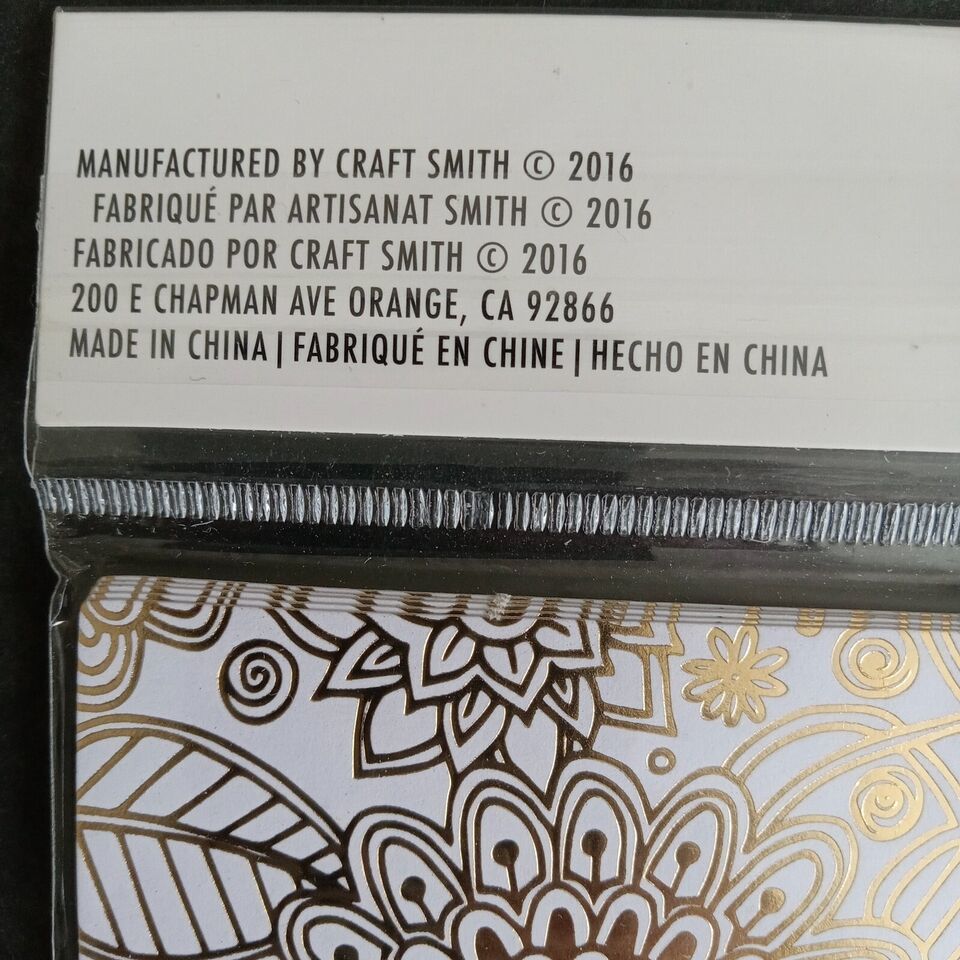 MANUFACTURED BY CRAFT SMITH © 2016
FABRIQUÉ PAR ARTISANAT SMITH © 2016
FABRICADO POR CRAFT SMITH © 2016
200 E CHAPMAN AVE ORANGE, CA 92866
MADE IN CHINA | FABRIQUÉ EN CHINE | HECHO EN CHINA